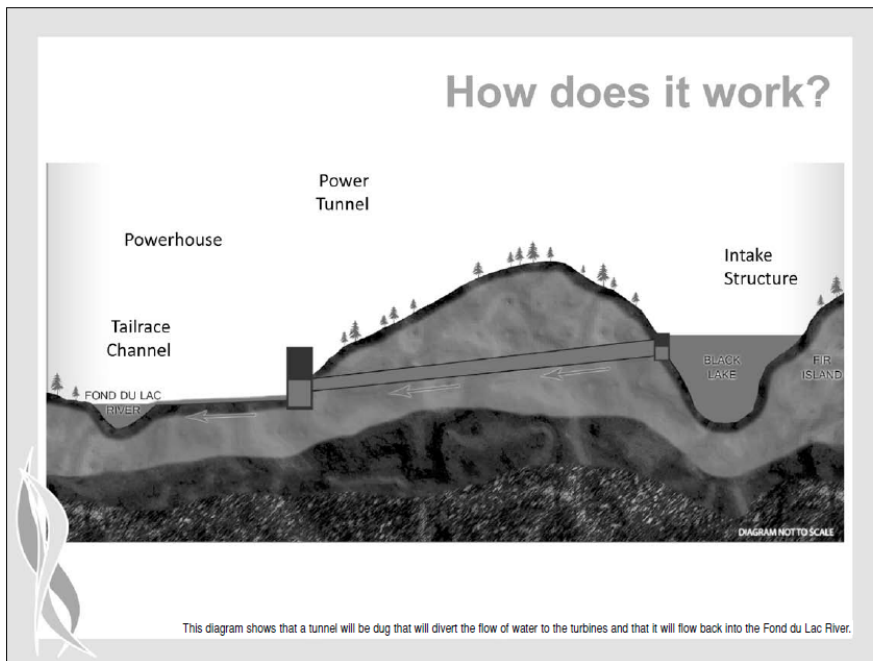 How does it work?
Power
Tunnel
Powerhouse
Intake
Structure
Tailrace
Channel
BLACK
LAKE
FIR
ISLAND
FOND DU LAC
RIVER
DIAGRAM NOT TO SCALE
This diagram shows that a tunnel will be dug that will divert the flow of water to the turbines and that it will flow back into the Fond du Lac River.